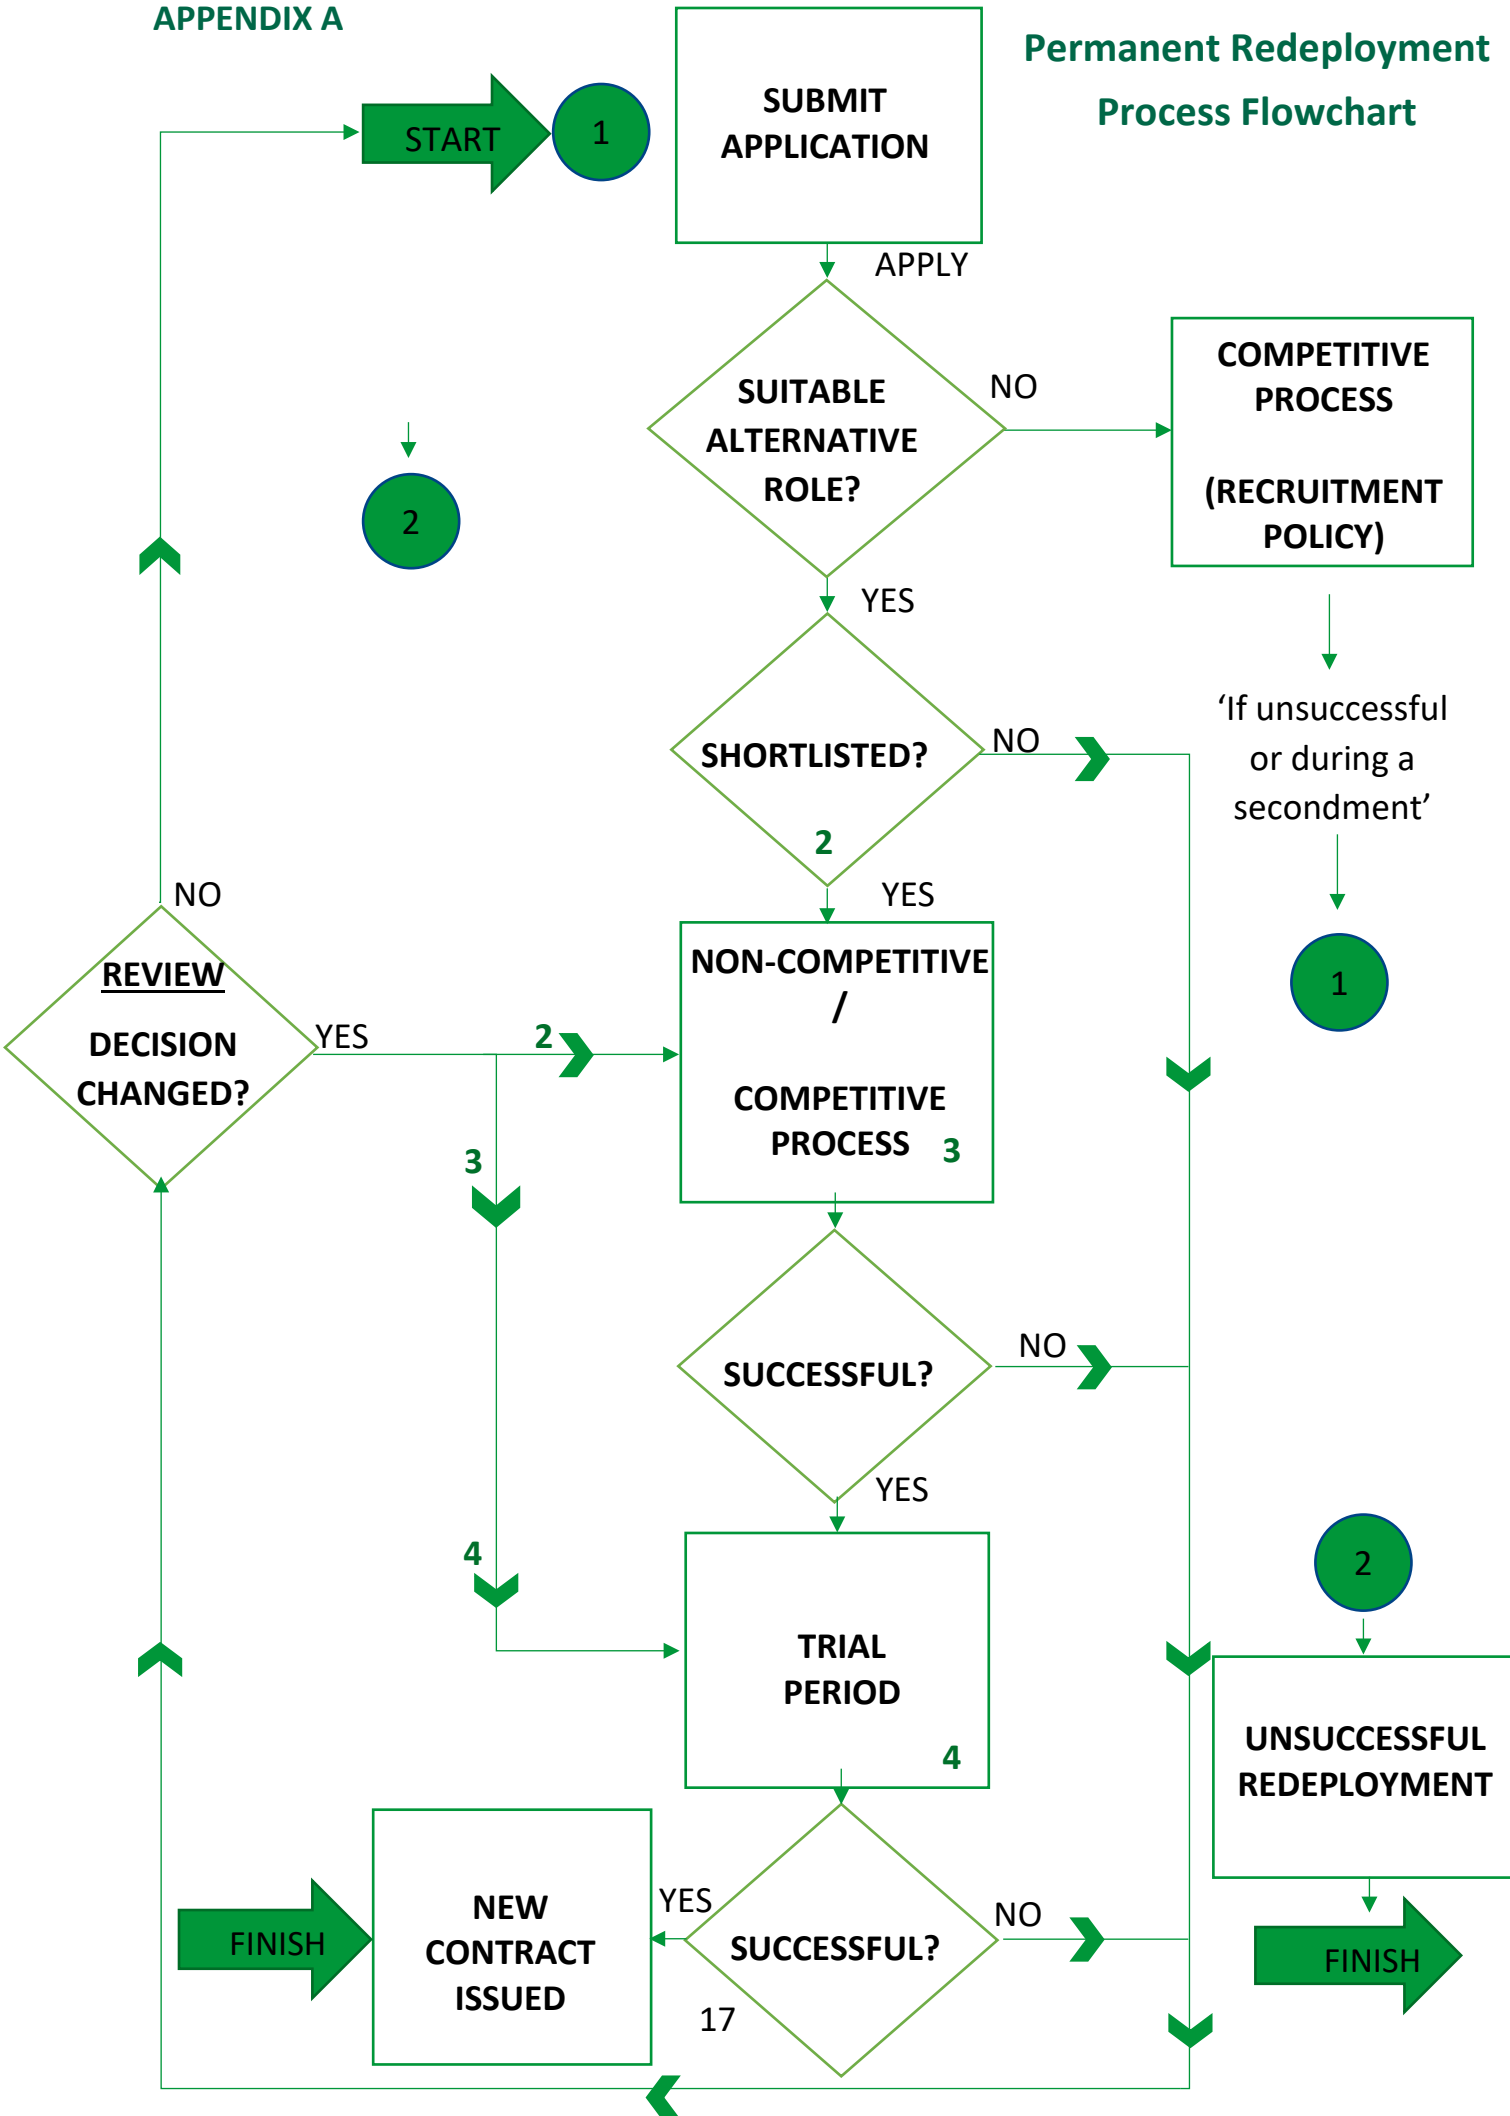 APPENDIX A
Permanent Redeployment
Process Flowchart
START
1
SUBMIT
APPLICATION
APPLY
SUITABLE
ALTERNATIVE
ROLE?
NO
COMPETITIVE
PROCESS
(RECRUITMENT
POLICY)
2
YES
‘If unsuccessful
or during a
secondment’
SHORTLISTED?
NO
2
YES
1
NO
REVIEW
DECISION
CHANGED?
YES
2
NON-COMPETITIVE
/
COMPETITIVE
PROCESS
3
3
SUCCESSFUL?
NO
YES
4
TRIAL
PERIOD
4
2
UNSUCCESSFUL
REDEPLOYMENT
FINISH
NEW
CONTRACT
ISSUED
YES
SUCCESSFUL?
NO
FINISH
17